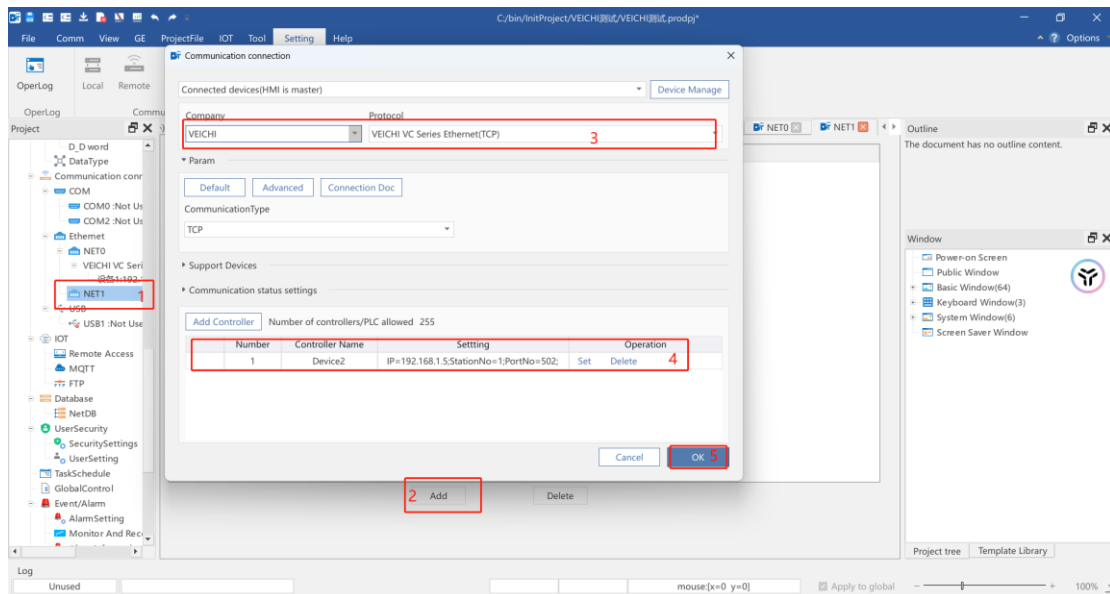 C:/bin/InitProject/VEICHI测试/VEICHI测试.prodpj*
File Comm View GE ProjectFile IOT Tool Setting Help
Options
OperLog Local Remote
OperLog
Project
D_D word
DataType
Communication conr
COM
COM0 :Not Us
COM2 :Not Us
Ethernet
NET0
VEICHI VC Seri
设备1:192.
NET1 1
USB
USB1 :Not Use
IOT
Remote Access
MQTT
FTP
Database
NetDB
UserSecurity
SecuritySettings
UserSetting
TaskSchedule
GlobalControl
Event/Alarm
AlarmSetting
Monitor And Rec
Communication connection
Connected devices(HMI is master) Device Manage
Company Protocol
VEICHI VEICHI VC Series Ethernet(TCP) 3
Param
Default Advanced Connection Doc
CommunicationType
TCP
Support Devices
Communication status settings
Add Controller Number of controllers/PLC allowed 255
Number Controller Name Settting Operation
1 Device2 IP=192.168.1.5;StationNo=1;PortNo=502; Set Delete 4
Cancel OK 5
2 Add Delete
NET0 NET1
Outline
The document has no outline content.
Window
Power-on Screen
Public Window
Basic Window(64)
Keyboard Window(3)
System Window(6)
Screen Saver Window
Project tree Template Library
Log
Unused mouse:[x=0 y=0] Apply to global 100%